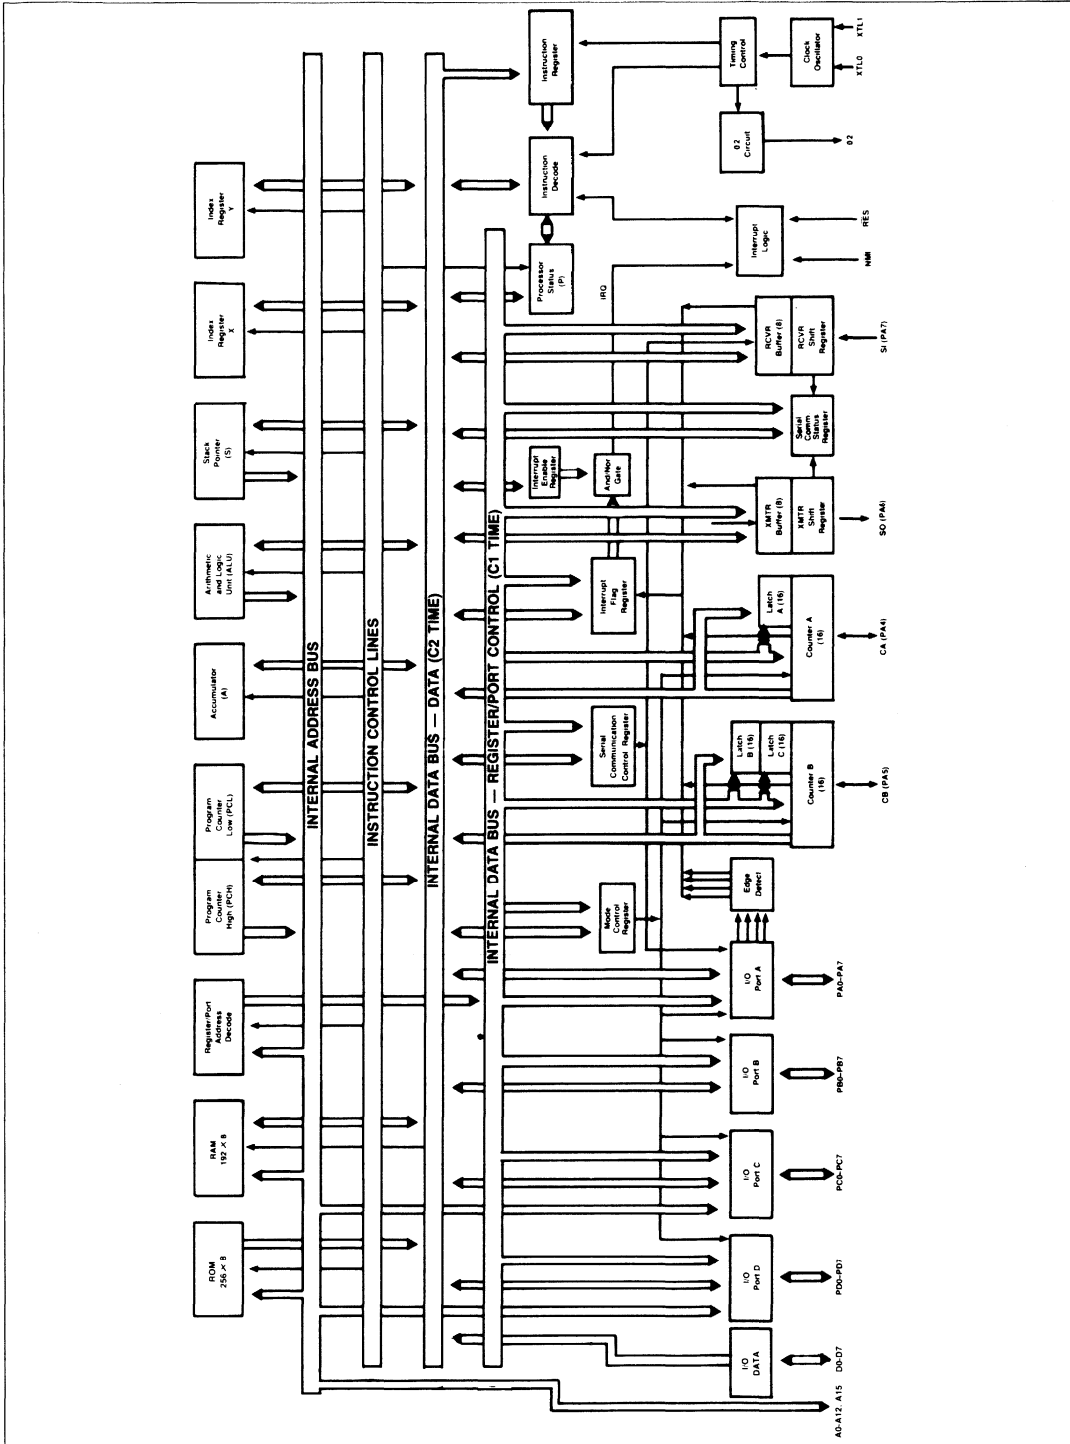 ROM
256 × 8
RAM
192 × 8
Register/Port
Address
Decode
Program
Counter
High (PCH)
Program
Counter
Low (PCL)
Accumulator
(A)
Arithmetic
and Logic
Unit (ALU)
Stack
Pointer
(S)
Index
Register
X
Index
Register
Y
INTERNAL ADDRESS BUS
INSTRUCTION CONTROL LINES
INTERNAL DATA BUS — DATA (C2 TIME)
INTERNAL DATA BUS — REGISTER/PORT CONTROL (C1 TIME)
Processor
Status
(P)
Instruction
Decode
Instruction
Register
Mode
Control
Register
Serial
Communication
Control Register
Interrupt
Flag
Register
Interrupt
Enable
Register
And/Nor
Gate
IRQ
I/O
DATA
I/O
Port D
I/O
Port C
I/O
Port B
I/O
Port A
Edge
Detect
Latch
B (16)
Latch
C (16)
Counter B
(16)
Latch
A (16)
Counter A
(16)
XMTR
Buffer (8)
XMTR
Shift
Register
Serial
Comm
Status
Register
RCVR
Buffer (8)
RCVR
Shift
Register
Interrupt
Logic
02
Circuit
Timing
Control
Clock
Oscillator
A0-A12, A15
D0-D7
PD0-PD7
PC0-PC7
PB0-PB7
PA0-PA7
CB (PA5)
CA (PA4)
SO (PA6)
SI (PA7)
NMI
RES
02
XTLO
XTL1